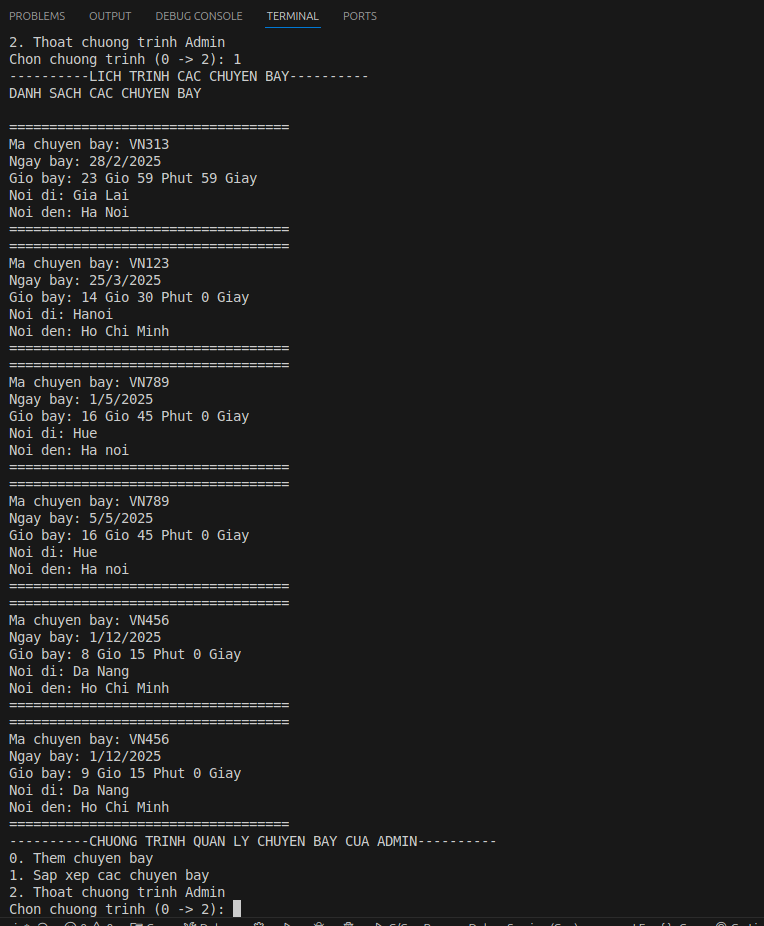 PROBLEMS OUTPUT DEBUG CONSOLE TERMINAL PORTS
2. Thoat chuong trinh Admin
Chon chuong trinh (0 -> 2): 1
----------LICH TRINH CAC CHUYEN BAY----------
DANH SACH CAC CHUYEN BAY
===================================
Ma chuyen bay: VN313
Ngay bay: 28/2/2025
Gio bay: 23 Gio 59 Phut 59 Giay
Noi di: Gia Lai
Noi den: Ha Noi
===================================
===================================
Ma chuyen bay: VN123
Ngay bay: 25/3/2025
Gio bay: 14 Gio 30 Phut 0 Giay
Noi di: Hanoi
Noi den: Ho Chi Minh
===================================
===================================
Ma chuyen bay: VN789
Ngay bay: 1/5/2025
Gio bay: 16 Gio 45 Phut 0 Giay
Noi di: Hue
Noi den: Ha noi
===================================
===================================
Ma chuyen bay: VN789
Ngay bay: 5/5/2025
Gio bay: 16 Gio 45 Phut 0 Giay
Noi di: Hue
Noi den: Ha noi
===================================
===================================
Ma chuyen bay: VN456
Ngay bay: 1/12/2025
Gio bay: 8 Gio 15 Phut 0 Giay
Noi di: Da Nang
Noi den: Ho Chi Minh
===================================
===================================
Ma chuyen bay: VN456
Ngay bay: 1/12/2025
Gio bay: 9 Gio 15 Phut 0 Giay
Noi di: Da Nang
Noi den: Ho Chi Minh
===================================
----------CHUONG TRINH QUAN LY CHUYEN BAY CUA ADMIN----------
0. Them chuyen bay
1. Sap xep cac chuyen bay
2. Thoat chuong trinh Admin
Chon chuong trinh (0 -> 2):